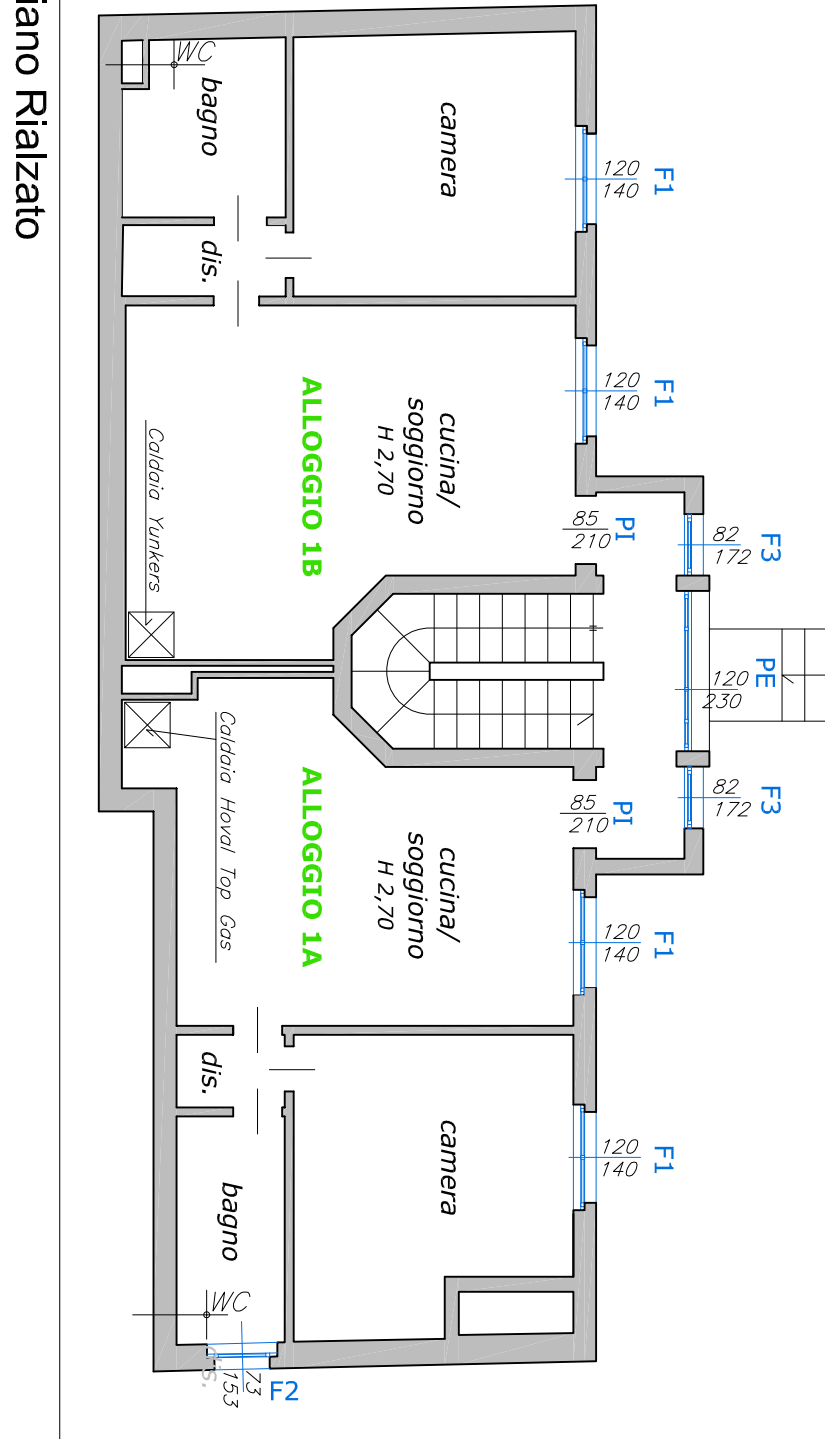 F3
82
172
PE
120
230
F3
82
172
F1
120
140
F1
120
140
PI
85
210
PI
85
210
F1
120
140
F1
120
140
camera
cucina/
soggiorno
H 2,70
cucina/
soggiorno
H 2,70
camera
ALLOGGIO 1B
ALLOGGIO 1A
bagno
dis.
WC
Caldaia Yunkers
Caldaia Hoval Top Gas
dis.
bagno
WC
F2
73
153
dis.
iano Rialzato